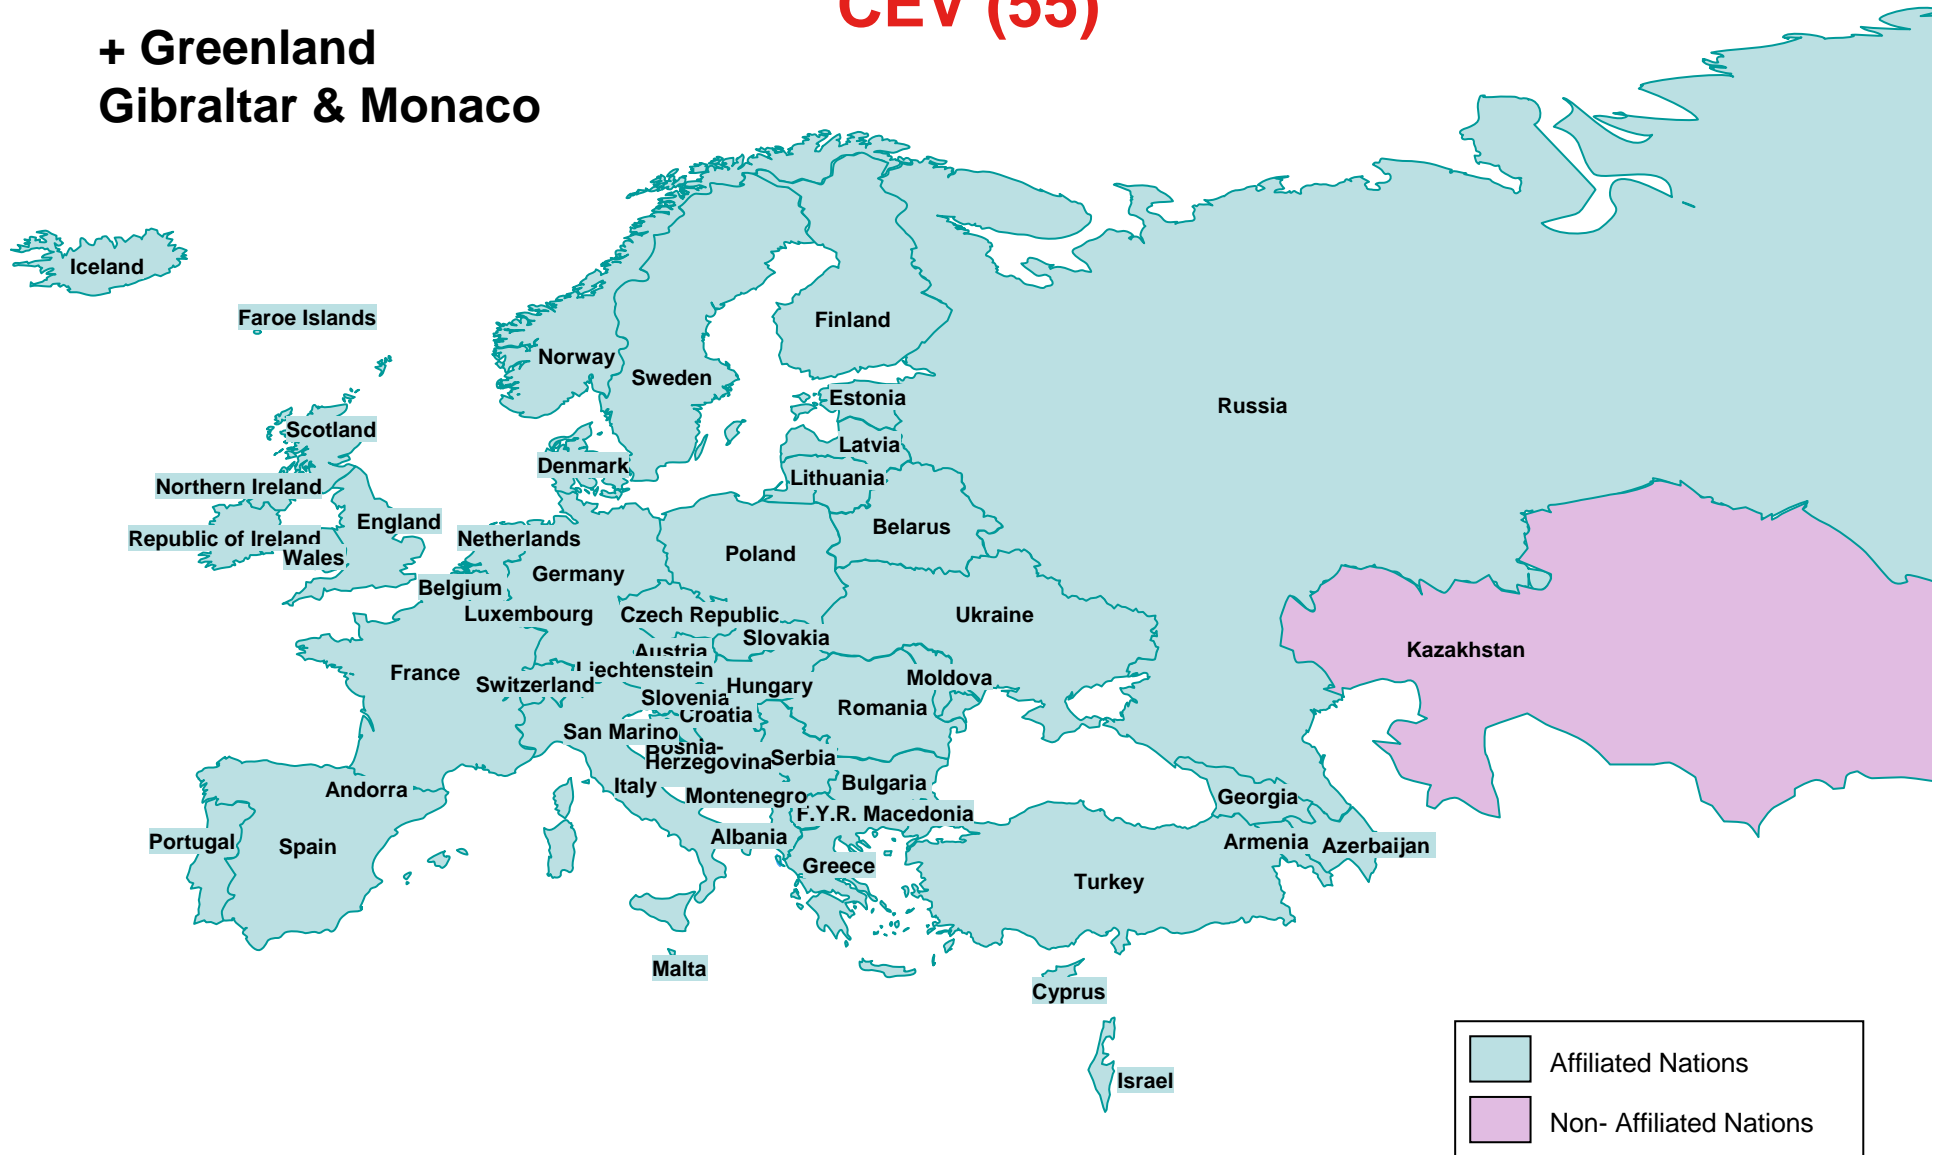 CEV (55)
+ Greenland
Gibraltar & Monaco
Iceland
Faroe Islands
Finland
Norway
Sweden
Estonia
Russia
Scotland
Latvia
Denmark
Lithuania
Northern Ireland
England
Belarus
Republic of Ireland
Netherlands
Wales
Poland
Germany
Belgium
Luxembourg
Czech Republic
Ukraine
Slovakia
Austria
Kazakhstan
Liechtenstein
France
Switzerland
Moldova
Hungary
Slovenia
Romania
Croatia
San Marino
Bosnia-
Herzegovina
Serbia
Italy
Bulgaria
Andorra
Montenegro
Georgia
F.Y.R. Macedonia
Albania
Portugal
Spain
Armenia
Azerbaijan
Greece
Turkey
Malta
Cyprus
Israel
Affiliated Nations
Non- Affiliated Nations